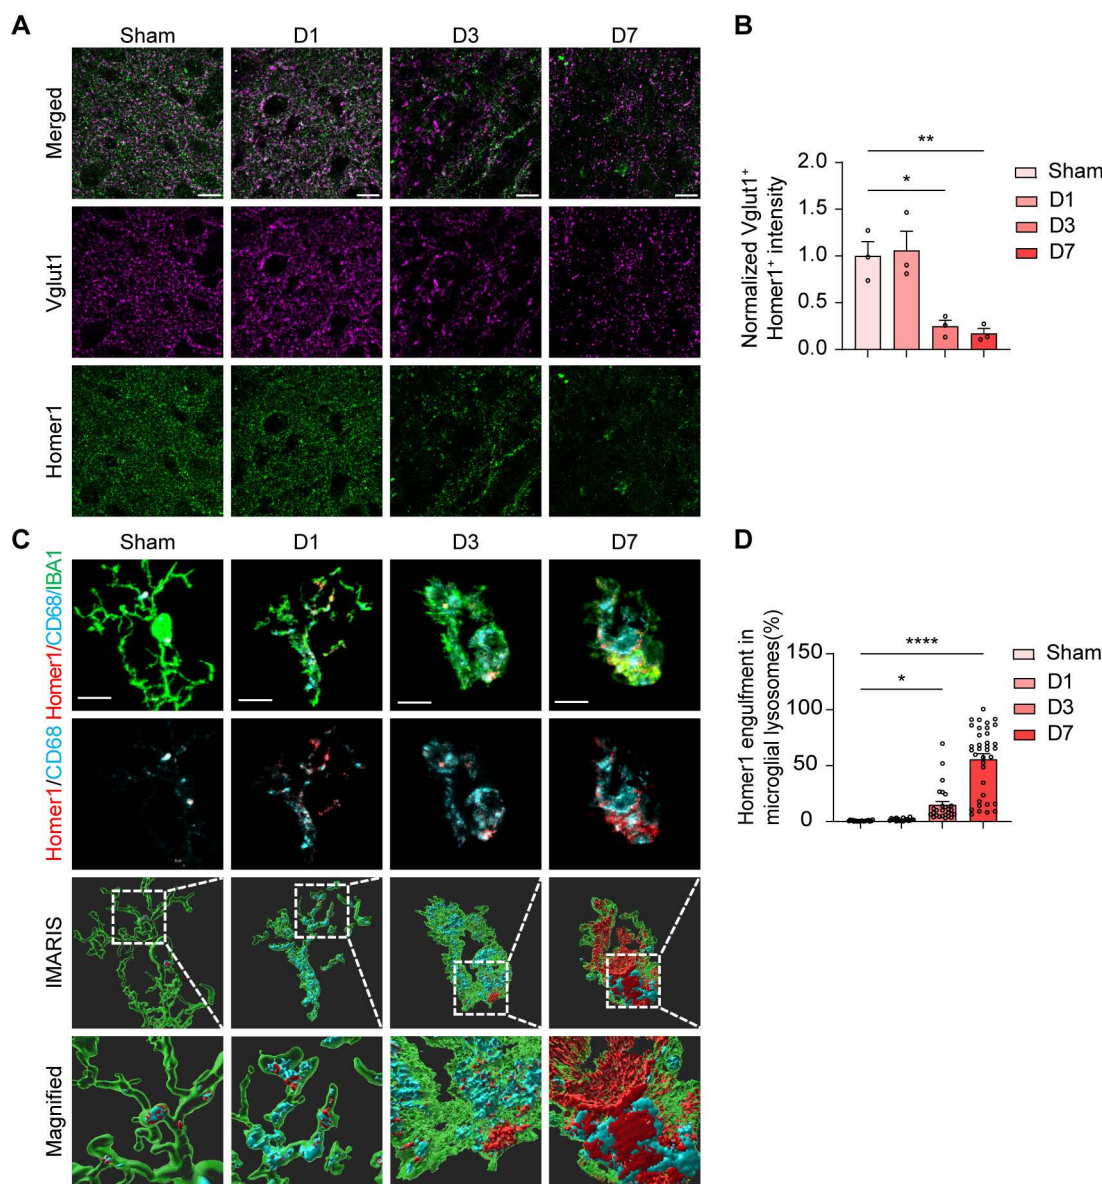 A
Sham D1 D3 D7
Merged
Vglut1
Homer1
B
Normalized Vglut1⁺
Homer1⁺ intensity
2.0
1.5
1.0
0.5
0.0
**
*
Sham
D1
D3
D7
C
Sham D1 D3 D7
Homer1/CD68/IBA1
Homer1/CD68
IMARIS
Magnified
D
Homer1 engulfment in
microglial lysosomes(%)
150
100
50
0
****
*
Sham
D1
D3
D7